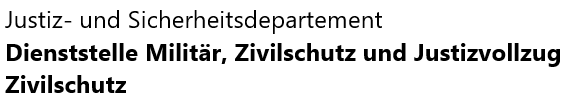 Justiz- und Sicherheitsdepartement
Dienststelle Militär, Zivilschutz und Justizvollzug
Zivilschutz